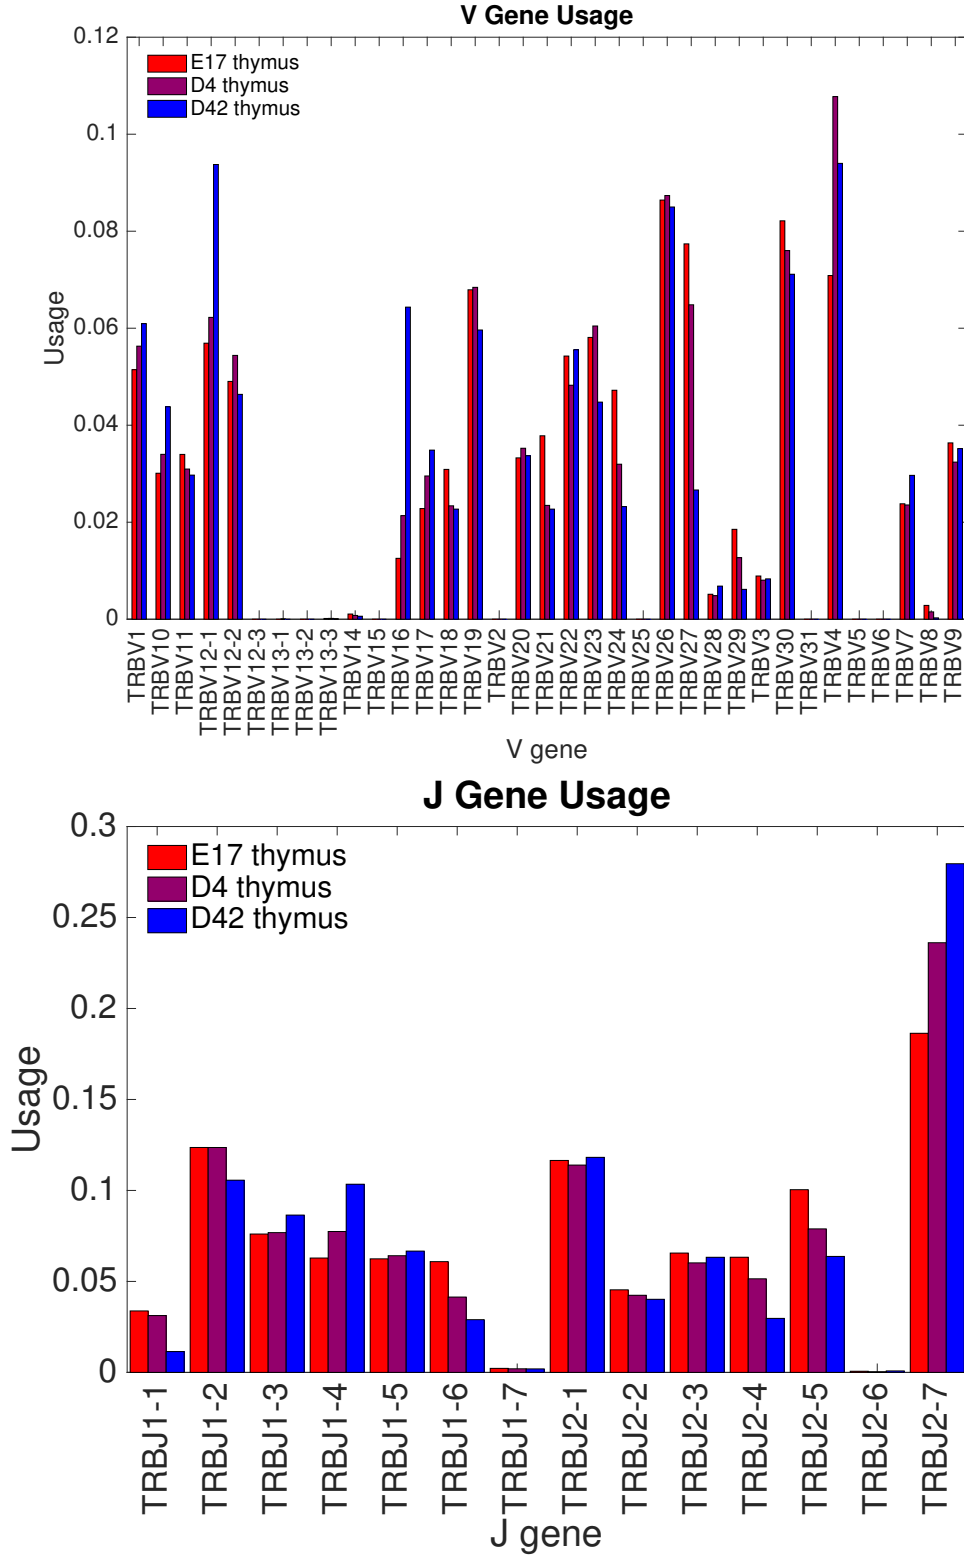 V Gene Usage
0.12
0.1
0.08
0.06
0.04
0.02
0
Usage
E17 thymus
D4 thymus
D42 thymus
TRBV1
TRBV10
TRBV11
TRBV12-1
TRBV12-2
TRBV12-3
TRBV13-1
TRBV13-2
TRBV13-3
TRBV14
TRBV15
TRBV16
TRBV17
TRBV18
TRBV19
TRBV2
TRBV20
TRBV21
TRBV22
TRBV23
TRBV24
TRBV25
TRBV26
TRBV27
TRBV28
TRBV29
TRBV3
TRBV30
TRBV31
TRBV4
TRBV5
TRBV6
TRBV7
TRBV8
TRBV9
V gene
J Gene Usage
0.3
0.25
0.2
0.15
0.1
0.05
0
Usage
E17 thymus
D4 thymus
D42 thymus
TRBJ1-1
TRBJ1-2
TRBJ1-3
TRBJ1-4
TRBJ1-5
TRBJ1-6
TRBJ1-7
TRBJ2-1
TRBJ2-2
TRBJ2-3
TRBJ2-4
TRBJ2-5
TRBJ2-6
TRBJ2-7
J gene